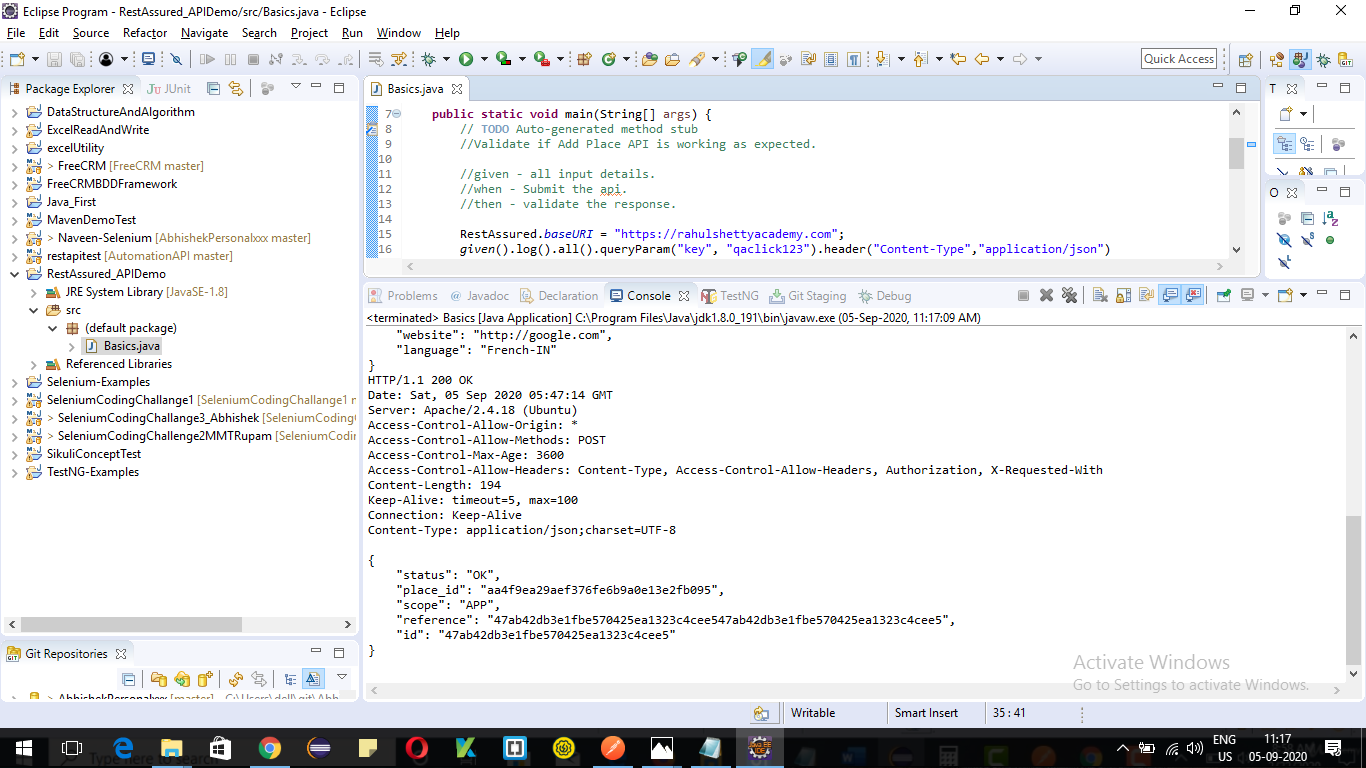 Eclipse Program - RestAssured_APIDemo/src/Basics.java - Eclipse
File Edit Source Refactor Navigate Search Project Run Window Help
Quick Access
Package Explorer JUnit
DataStructureAndAlgorithm
ExcelReadAndWrite
excelUtility
> FreeCRM [FreeCRM master]
FreeCRMBDDFramework
Java_First
MavenDemoTest
> Naveen-Selenium [AbhishekPersonalxxx master]
restapitest [AutomationAPI master]
RestAssured_APIDemo
JRE System Library [JavaSE-1.8]
src
(default package)
Basics.java
Referenced Libraries
Selenium-Examples
SeleniumCodingChallange1 [SeleniumCodingChallange1 r
> SeleniumCodingChallange3_Abhishek [SeleniumCoding
> SeleniumCodingChallenge2MMTRupam [SeleniumCodin
SikuliConceptTest
TestNG-Examples
Git Repositories
> AbhishekPersonalxxx [master] - C:\Users\dell\git\Abh
Basics.java
7 public static void main(String[] args) {
8 // TODO Auto-generated method stub
9 //Validate if Add Place API is working as expected.
10
11 //given - all input details.
12 //when - Submit the api.
13 //then - validate the response.
14
15 RestAssured.baseURI = "https://rahulshettyacademy.com";
16 given().log().all().queryParam("key", "qaclick123").header("Content-Type","application/json")
T
O
Problems @ Javadoc Declaration Console TestNG Git Staging Debug
<terminated> Basics [Java Application] C:\Program Files\Java\jdk1.8.0_191\bin\javaw.exe (05-Sep-2020, 11:17:09 AM)
"website": "http://google.com",
"language": "French-IN"
}
HTTP/1.1 200 OK
Date: Sat, 05 Sep 2020 05:47:14 GMT
Server: Apache/2.4.18 (Ubuntu)
Access-Control-Allow-Origin: *
Access-Control-Allow-Methods: POST
Access-Control-Max-Age: 3600
Access-Control-Allow-Headers: Content-Type, Access-Control-Allow-Headers, Authorization, X-Requested-With
Content-Length: 194
Keep-Alive: timeout=5, max=100
Connection: Keep-Alive
Content-Type: application/json;charset=UTF-8
{
"status": "OK",
"place_id": "aa4f9ea29aef376fe6b9a0e13e2fb095",
"scope": "APP",
"reference": "47ab42db3e1fbe570425ea1323c4cee547ab42db3e1fbe570425ea1323c4cee5",
"id": "47ab42db3e1fbe570425ea1323c4cee5"
}
Activate Windows
Go to Settings to activate Windows.
Writable Smart Insert 35 : 41
Type here to search
ENG
US
11:17
05-09-2020